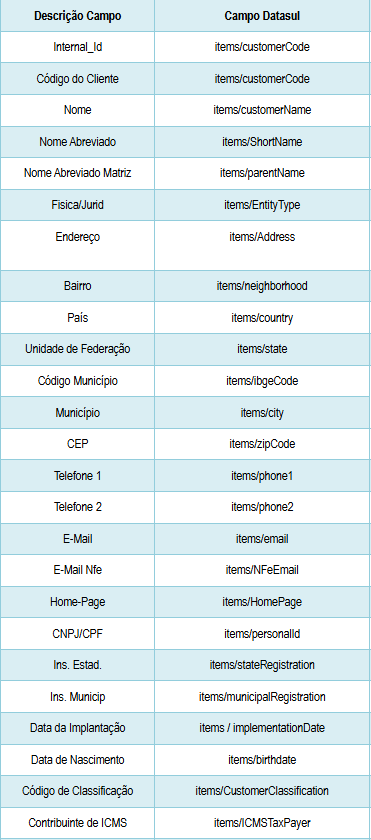 Descrição Campo Campo Datasul
Internal_Id items/customerCode
Código do Cliente items/customerCode
Nome items/customerName
Nome Abreviado items/ShortName
Nome Abreviado Matriz items/parentName
Fisica/Jurid items/EntityType
Endereço items/Address
Bairro items/neighborhood
País items/country
Unidade de Federação items/state
Código Município items/ibgeCode
Município items/city
CEP items/zipCode
Telefone 1 items/phone1
Telefone 2 items/phone2
E-Mail items/email
E-Mail Nfe items/NFeEmail
Home-Page items/HomePage
CNPJ/CPF items/personalId
Ins. Estad. items/stateRegistration
Ins. Municip items/municipalRegistration
Data da Implantação items / implementationDate
Data de Nascimento items/birthdate
Código de Classificação items/CustomerClassification
Contribuinte de ICMS items/ICMSTaxPayer